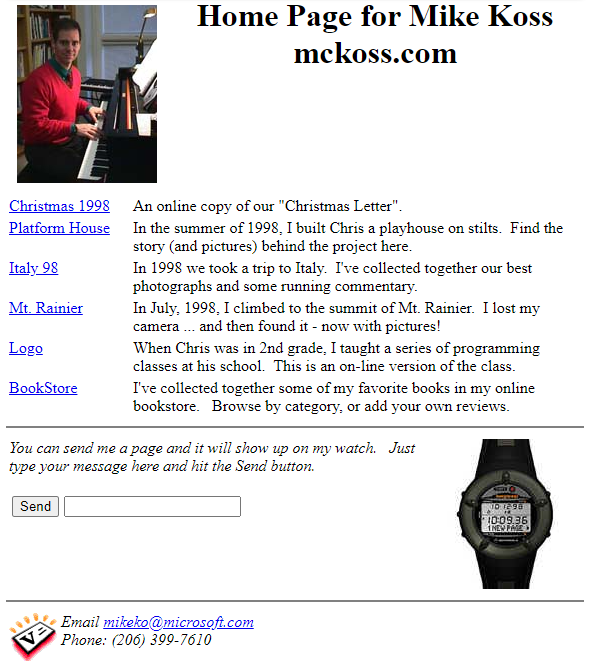 Home Page for Mike Koss
mckoss.com
Christmas 1998 An online copy of our "Christmas Letter".
Platform House In the summer of 1998, I built Chris a playhouse on stilts. Find the
story (and pictures) behind the project here.
Italy 98 In 1998 we took a trip to Italy. I've collected together our best
photographs and some running commentary.
Mt. Rainier In July, 1998, I climbed to the summit of Mt. Rainier. I lost my
camera ... and then found it - now with pictures!
Logo When Chris was in 2nd grade, I taught a series of programming
classes at his school. This is an on-line version of the class.
BookStore I've collected together some of my favorite books in my online
bookstore. Browse by category, or add your own reviews.
You can send me a page and it will show up on my watch. Just
type your message here and hit the Send button.
Send
10-12-98
10:09.36
1 NEW PAGE
Email mikeko@microsoft.com
Phone: (206) 399-7610